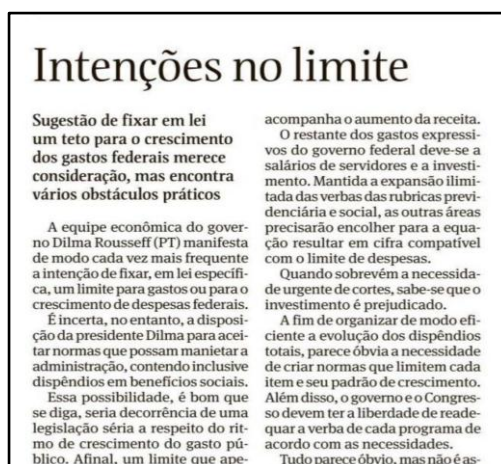 Intenções no limite
Sugestão de fixar em lei
um teto para o crescimento
dos gastos federais merece
consideração, mas encontra
vários obstáculos práticos
A equipe econômica do gover-
no Dilma Rousseff (PT) manifesta
de modo cada vez mais frequente
a intenção de fixar, em lei específi-
ca, um limite para gastos ou para o
crescimento de despesas federais.
É incerta, no entanto, a disposi-
ção da presidente Dilma para acei-
tar normas que possam manietar a
administração, contendo inclusive
dispêndios em benefícios sociais.
Essa possibilidade, é bom que
se diga, seria decorrência de uma
legislação séria a respeito do rit-
mo de crescimento do gasto pú-
blico. Afinal, um limite que ape-
acompanha o aumento da receita.
O restante dos gastos expressi-
vos do governo federal deve-se a
salários de servidores e a investi-
mento. Mantida a expansão ilimi-
tada das verbas das rubricas previ-
denciária e social, as outras áreas
precisarão encolher para a equa-
ção resultar em cifra compatível
com o limite de despesas.
Quando sobrevém a necessida-
de urgente de cortes, sabe-se que o
investimento é prejudicado.
A fim de organizar de modo efi-
ciente a evolução dos dispêndios
totais, parece óbvia a necessidade
de criar normas que limitem cada
item e seu padrão de crescimento.
Além disso, o governo e o Congres-
so devem ter a liberdade de reade-
quar a verba de cada programa de
acordo com as necessidades.
Tudo parece óbvio, mas não é as-